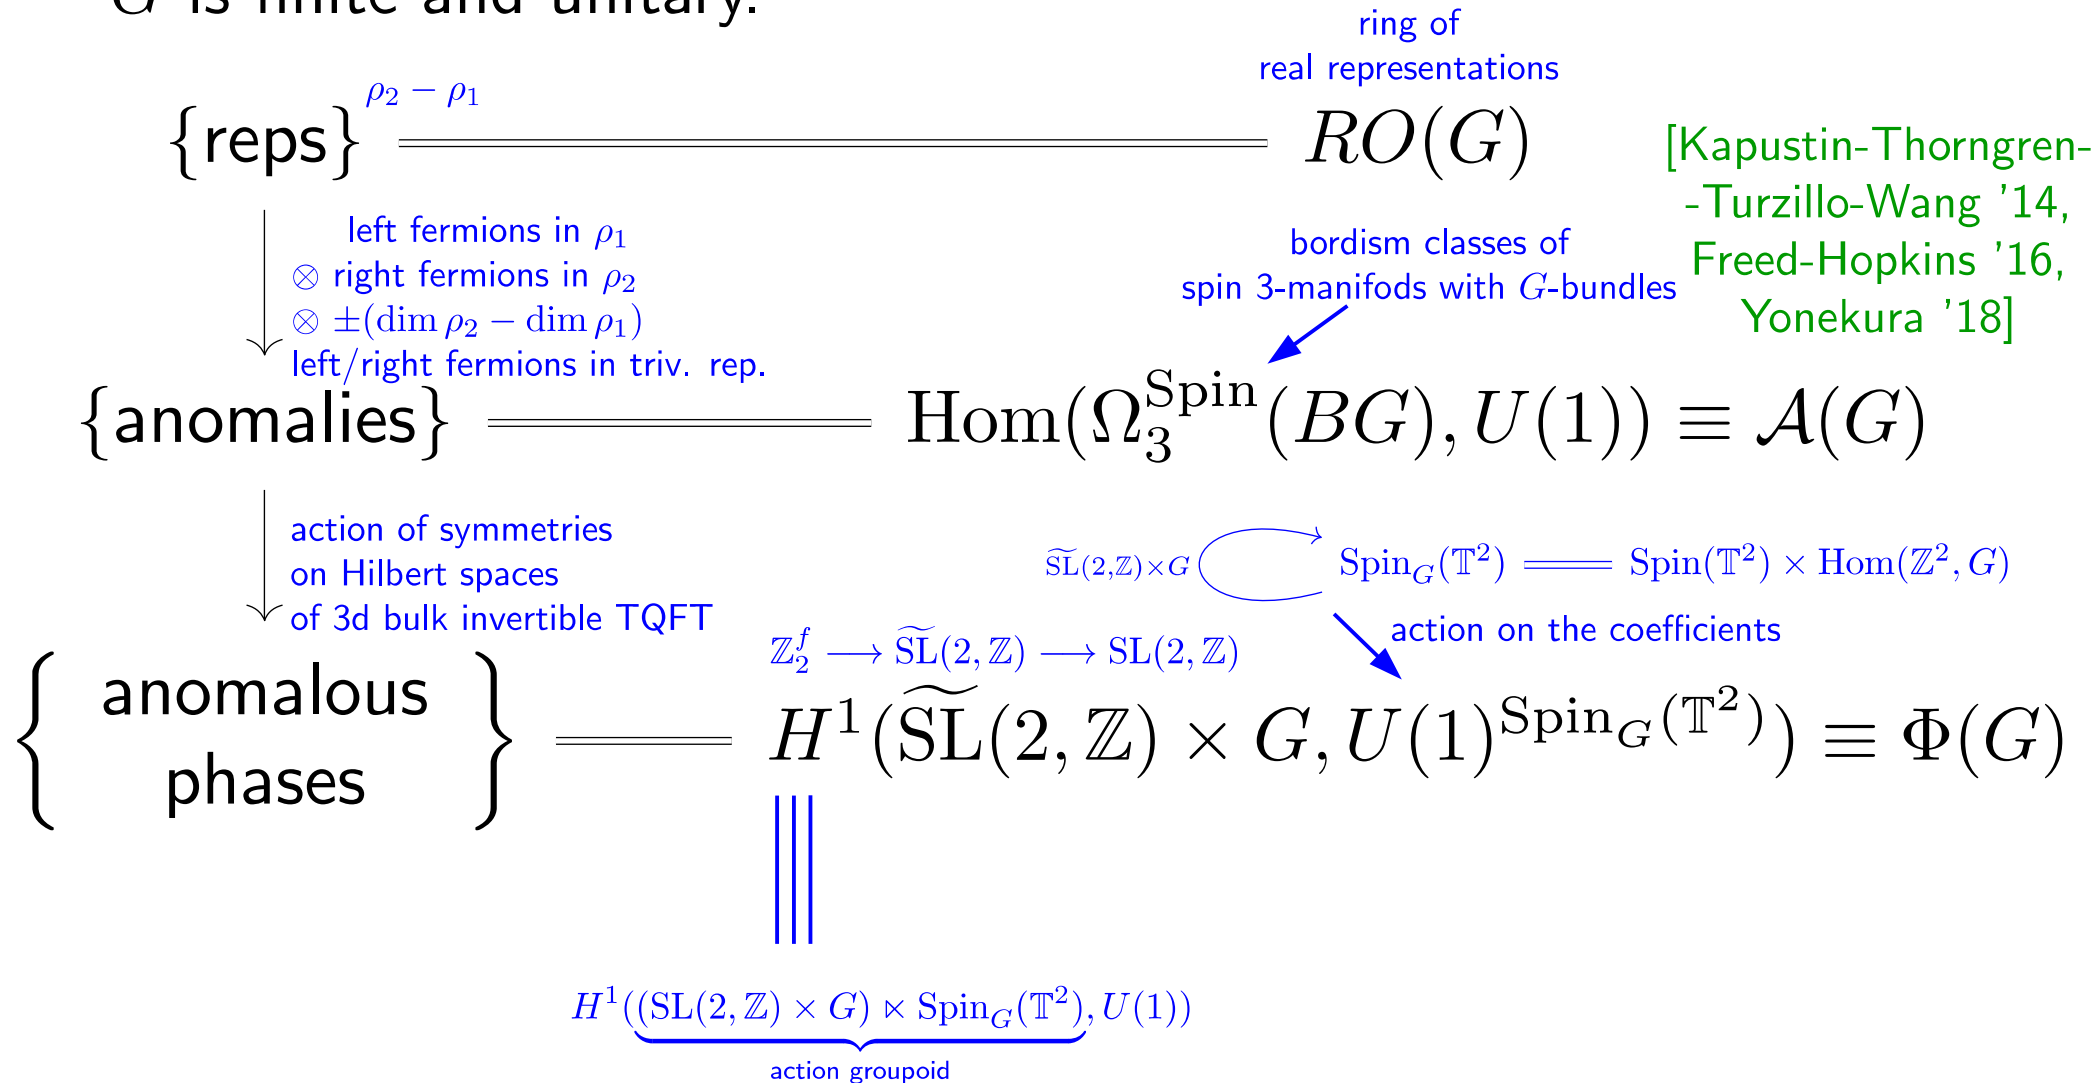 G is finite and unitary.
ring of
real representations
{reps} ρ₂ − ρ₁ RO(G)
[Kapustin-Thorngren-
-Turzillo-Wang '14,
Freed-Hopkins '16,
Yonekura '18]
left fermions in ρ₁
⊗ right fermions in ρ₂
⊗ ±(dim ρ₂ − dim ρ₁)
left/right fermions in triv. rep.
bordism classes of
spin 3-manifods with G-bundles
{anomalies} Hom(Ω₃^Spin(BG), U(1)) ≡ 𝒜(G)
action of symmetries
on Hilbert spaces
of 3d bulk invertible TQFT
S͠L(2,ℤ)×G Spin_G(𝕋²) == Spin(𝕋²) × Hom(ℤ², G)
action on the coefficients
ℤ₂^f ⟶ S͠L(2, ℤ) ⟶ SL(2, ℤ)
{ anomalous
phases }
H¹(S͠L(2, ℤ) × G, U(1)^{Spin_G(𝕋²)}) ≡ Φ(G)
H¹((SL(2, ℤ) × G) ⋉ Spin_G(𝕋²), U(1))
action groupoid